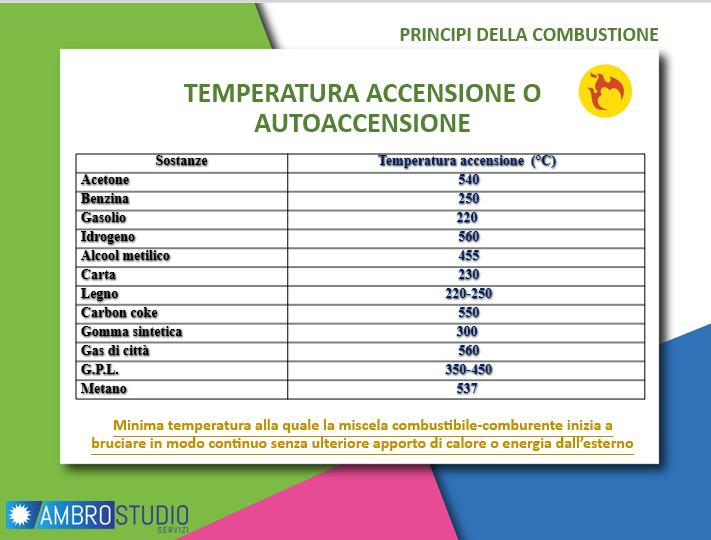 PRINCIPI DELLA COMBUSTIONE
TEMPERATURA ACCENSIONE O
AUTOACCENSIONE
Sostanze Temperatura accensione (°C)
Acetone 540
Benzina 250
Gasolio 220
Idrogeno 560
Alcool metilico 455
Carta 230
Legno 220-250
Carbon coke 550
Gomma sintetica 300
Gas di città 560
G.P.L. 350-450
Metano 537
Minima temperatura alla quale la miscela combustibile-comburente inizia a
bruciare in modo continuo senza ulteriore apporto di calore o energia dall'esterno
AMBROSTUDIO
SERVIZI